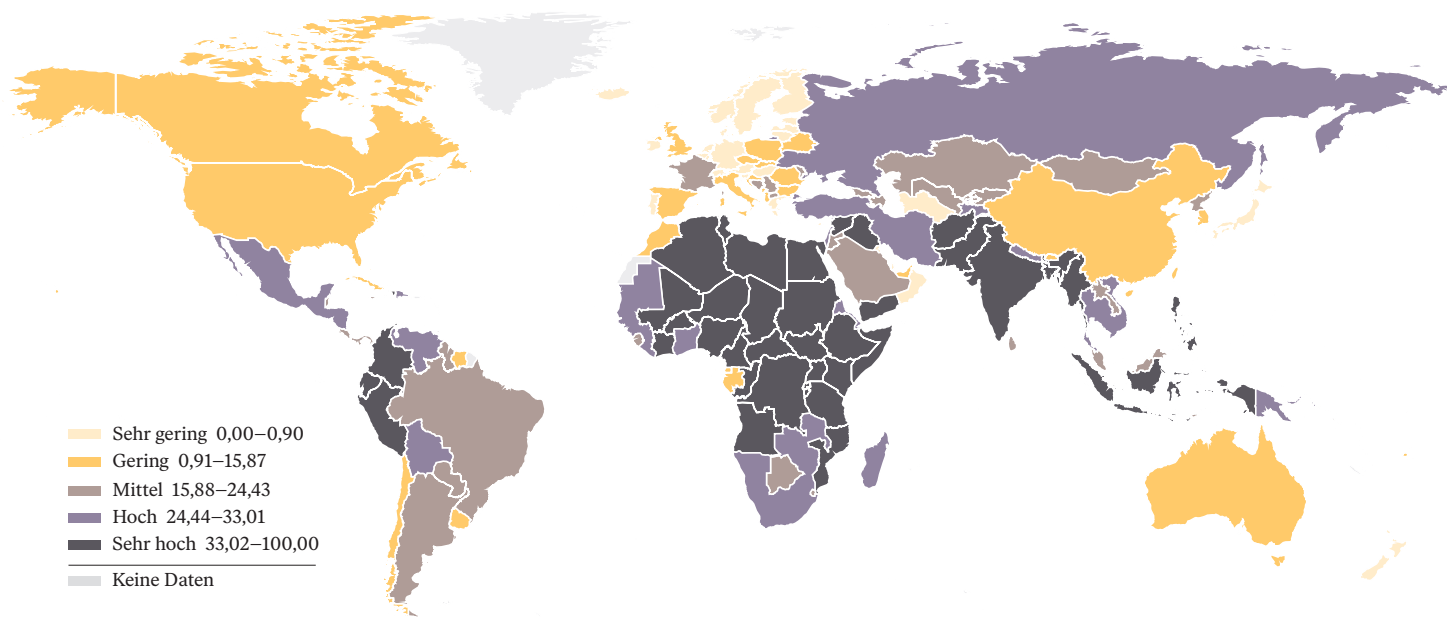 Sehr gering 0,00–0,90
Gering 0,91–15,87
Mittel 15,88–24,43
Hoch 24,44–33,01
Sehr hoch 33,02–100,00
Keine Daten